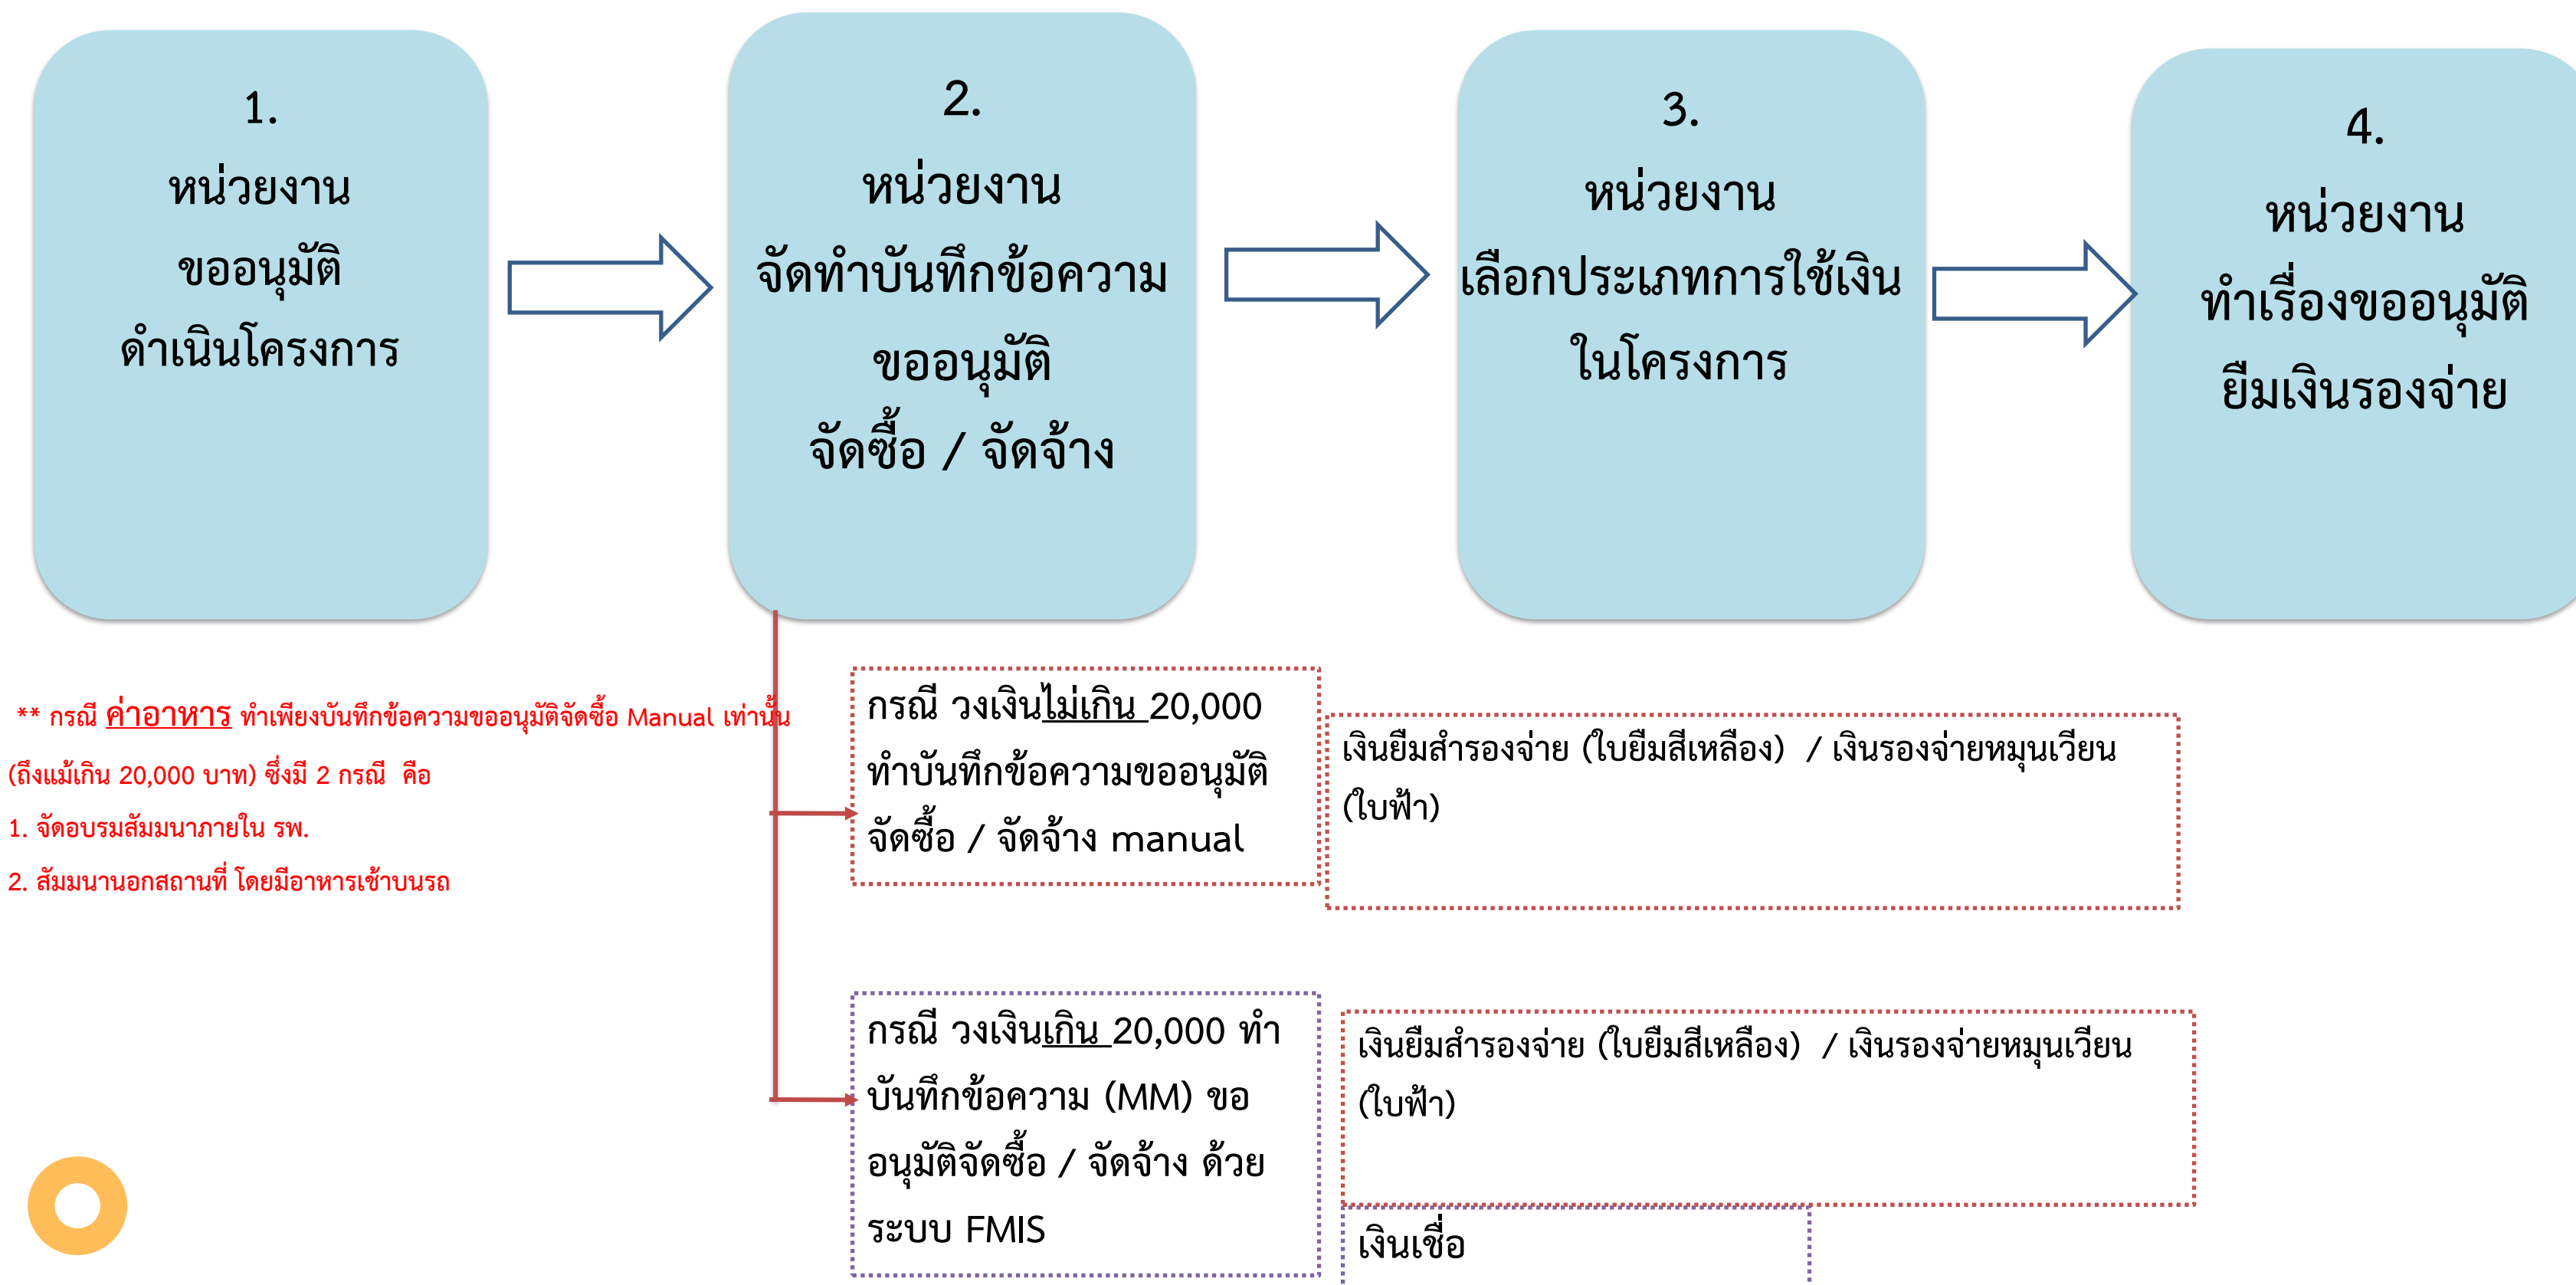 1.
หน่วยงาน
ขออนุมัติ
ดำเนินโครงการ
2.
หน่วยงาน
จัดทำบันทึกข้อความ
ขออนุมัติ
จัดซื้อ / จัดจ้าง
3.
หน่วยงาน
เลือกประเภทการใช้เงิน
ในโครงการ
4.
หน่วยงาน
ทำเรื่องขออนุมัติ
ยืมเงินรองจ่าย
** กรณี ค่าอาหาร ทำเพียงบันทึกข้อความขออนุมัติจัดซื้อ Manual เท่านั้น
(ถึงแม้เกิน 20,000 บาท) ซึ่งมี 2 กรณี คือ
1. จัดอบรมสัมมนาภายใน รพ.
2. สัมมนานอกสถานที่ โดยมีอาหารเช้าบนรถ
กรณี วงเงินไม่เกิน 20,000
ทำบันทึกข้อความขออนุมัติ
จัดซื้อ / จัดจ้าง manual
เงินยืมสำรองจ่าย (ใบยืมสีเหลือง) / เงินรองจ่ายหมุนเวียน
(ใบฟ้า)
กรณี วงเงินเกิน 20,000 ทำ
บันทึกข้อความ (MM) ขอ
อนุมัติจัดซื้อ / จัดจ้าง ด้วย
ระบบ FMIS
เงินยืมสำรองจ่าย (ใบยืมสีเหลือง) / เงินรองจ่ายหมุนเวียน
(ใบฟ้า)
เงินเชื่อ